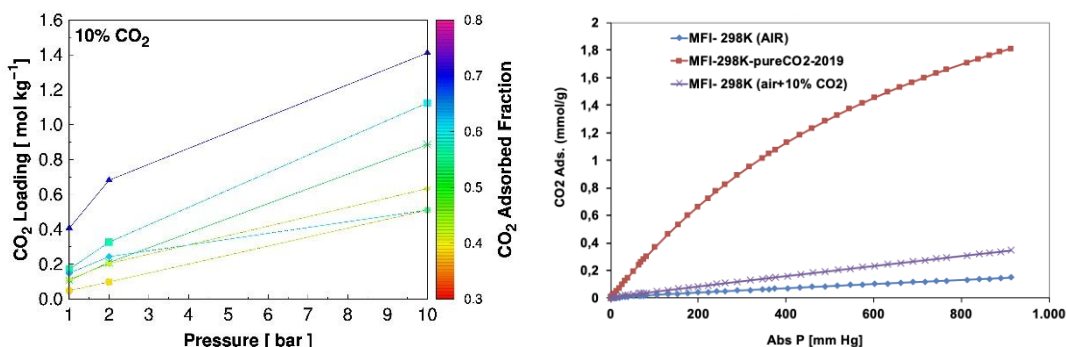 10% CO2
CO2 Loading [ mol kg-1]
1.6
1.4
1.2
1.0
0.8
0.6
0.4
0.2
0.0
1 2 3 4 5 6 7 8 9 10
Pressure [ bar ]
0.8
0.7
0.6
0.5
0.4
0.3
CO2 Adsorbed Fraction
CO2 Ads. (mmol/g)
2
1,8
1,6
1,4
1,2
1
0,8
0,6
0,4
0,2
0
MFI- 298K (AIR)
MFI-298K-pureCO2-2019
MFI- 298K (air+10% CO2)
0 200 400 600 800 1.000
Abs P [mm Hg]